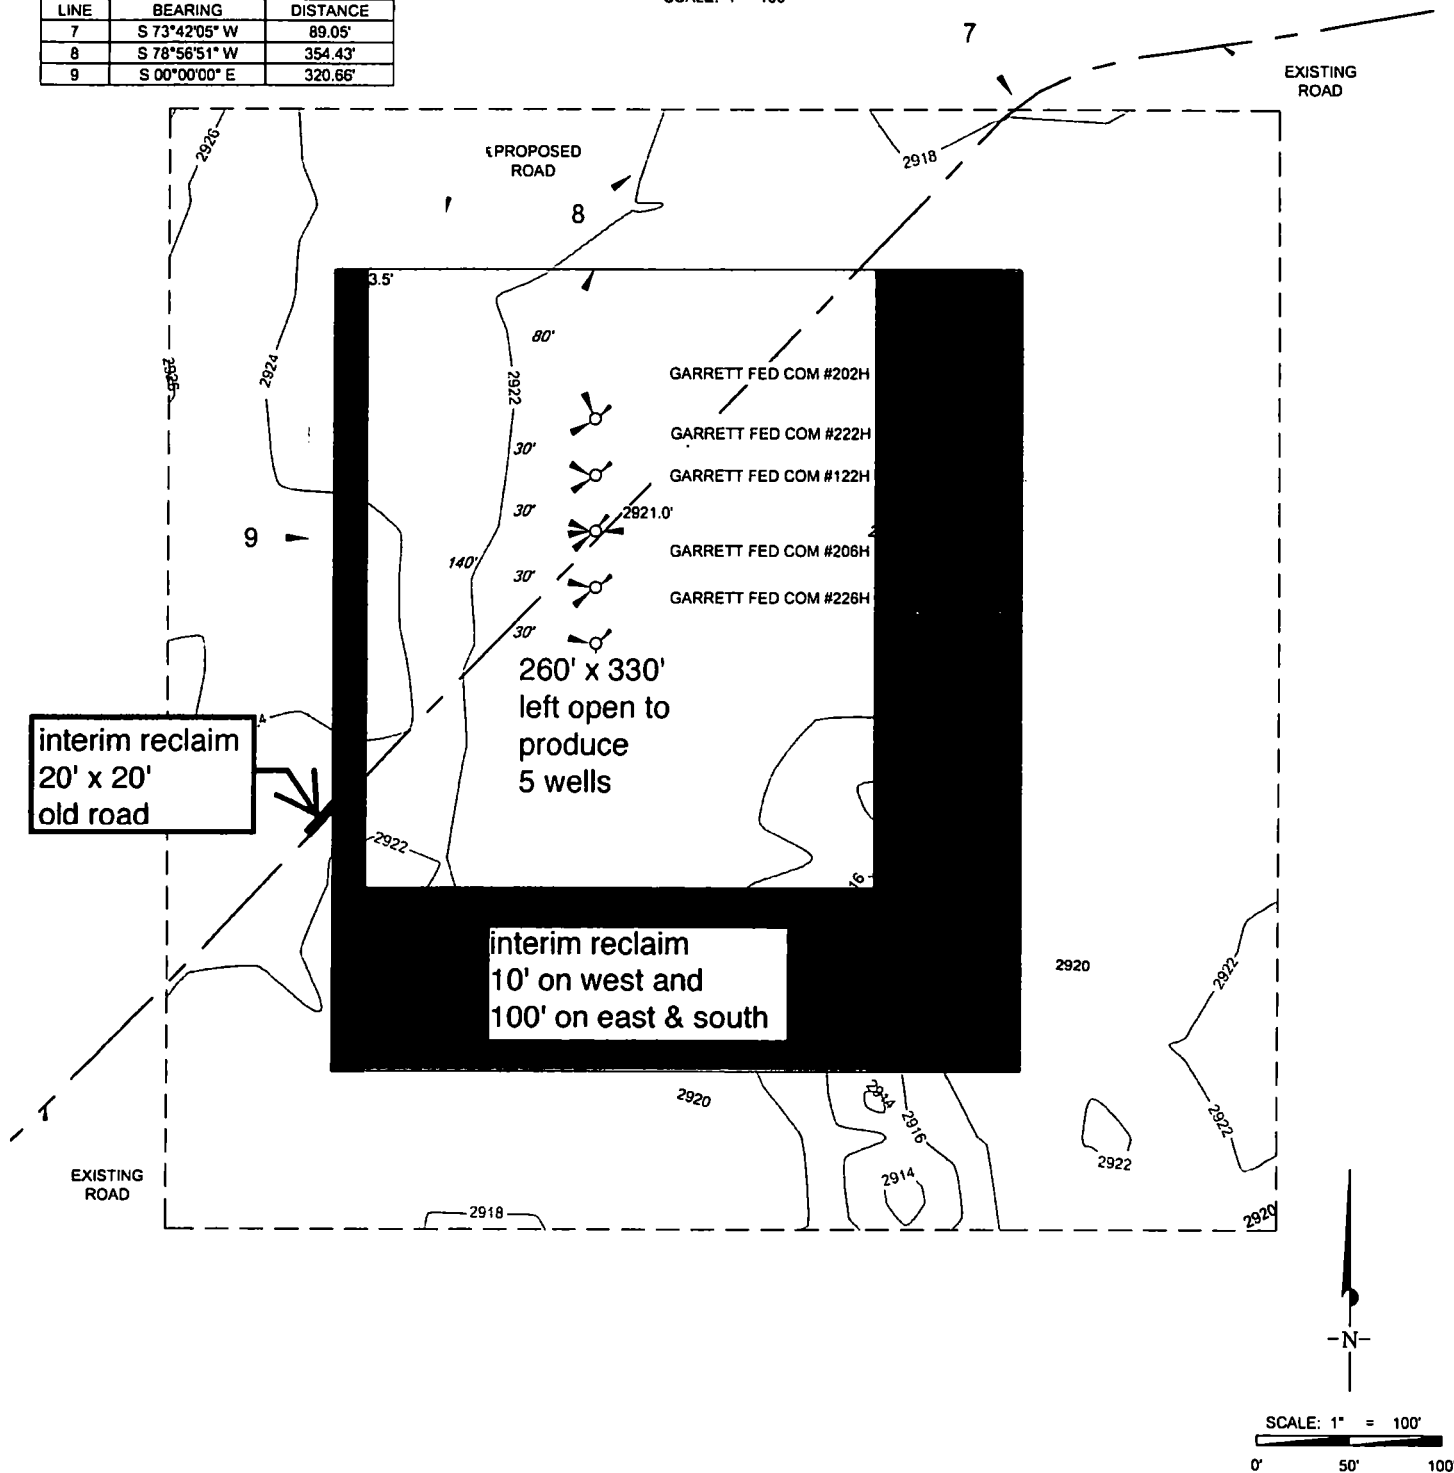 LINE BEARING DISTANCE
7 S 73°42'05" W 89.05'
8 S 78°56'51" W 354.43'
9 S 00°00'00" E 320.66'
7
EXISTING
ROAD
2926
PROPOSED
ROAD
2918
8
3.5'
80'
2924
2922
GARRETT FED COM #202H
GARRETT FED COM #222H
30'
GARRETT FED COM #122H
30'
2921.0'
9
GARRETT FED COM #206H
140'
30'
GARRETT FED COM #226H
30'
260' x 330'
left open to
produce
5 wells
interim reclaim
20' x 20'
old road
2922
16
interim reclaim
10' on west and
100' on east & south
2920
2922
2920
2914
2916
2922
2922
2914
EXISTING
ROAD
2918
2920
-N-
SCALE: 1" = 100'
0' 50' 100